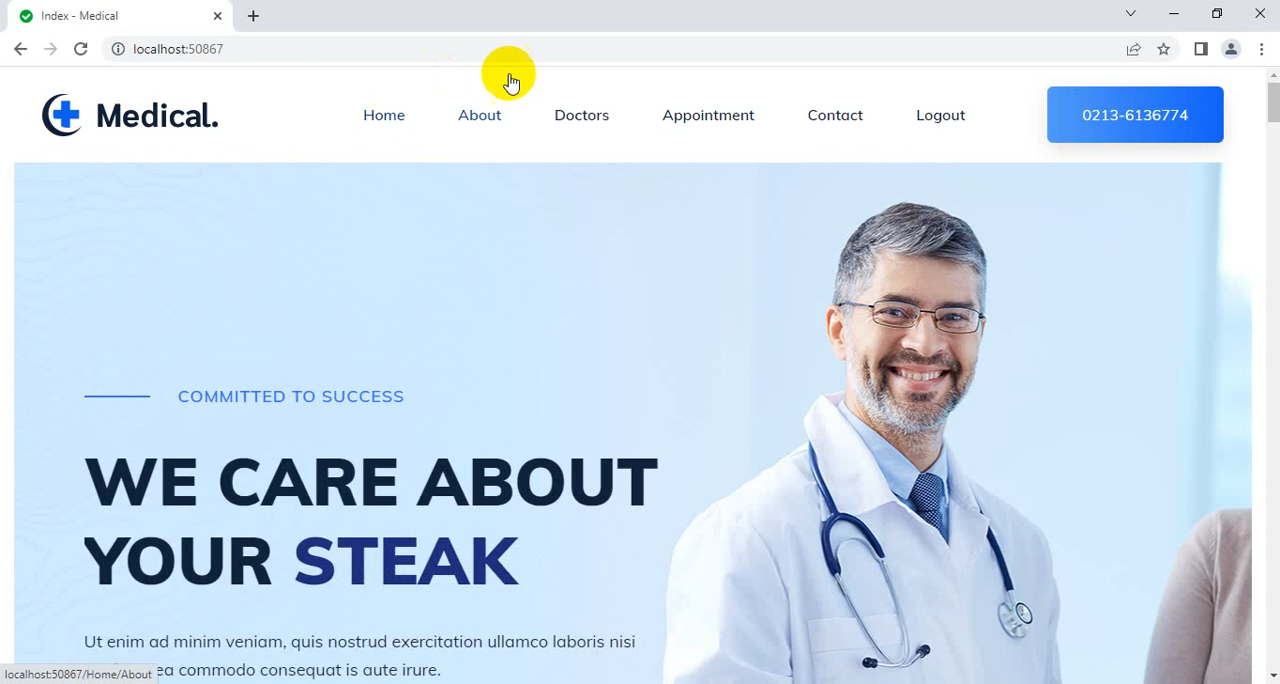 Index - Medical
localhost:50867
Medical.
Home
About
Doctors
Appointment
Contact
Logout
0213-6136774
COMMITTED TO SUCCESS
WE CARE ABOUT
YOUR STEAK
Ut enim ad minim veniam, quis nostrud exercitation ullamco laboris nisi
ea commodo consequat is aute irure.
localhost:50867/Home/About